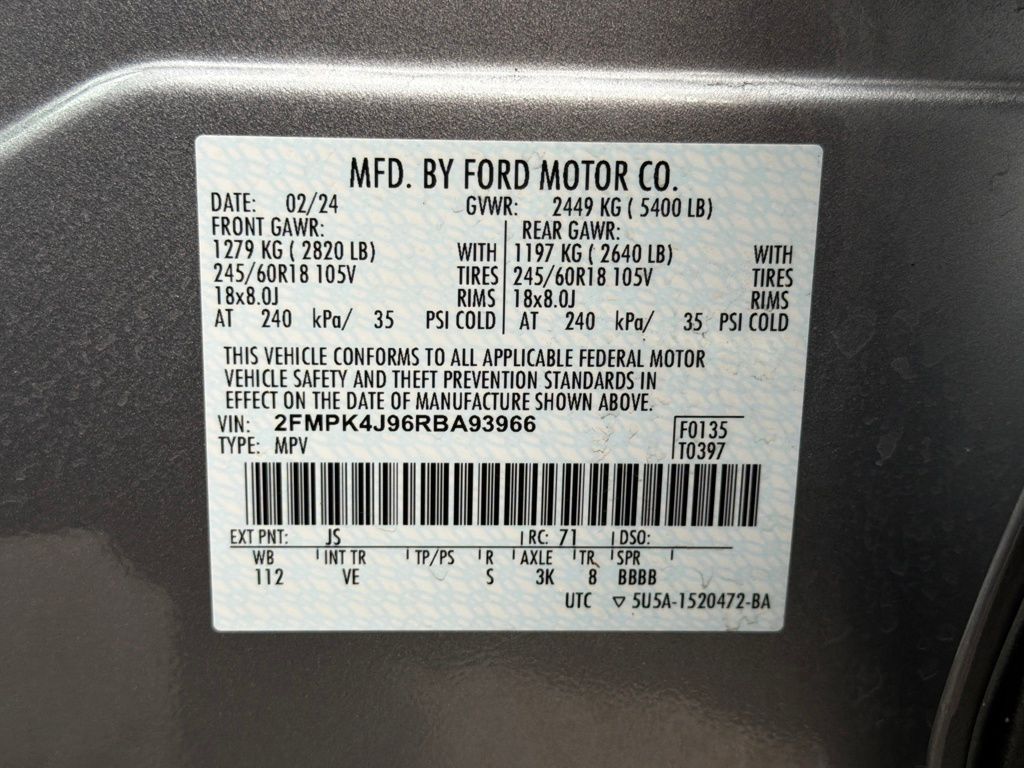 MFD. BY FORD MOTOR CO.
DATE: 02/24 GVWR: 2449 KG ( 5400 LB)
FRONT GAWR: REAR GAWR:
1279 KG ( 2820 LB) WITH 1197 KG ( 2640 LB) WITH
245/60R18 105V TIRES 245/60R18 105V TIRES
18x8.0J RIMS 18x8.0J RIMS
AT 240 kPa/ 35 PSI COLD AT 240 kPa/ 35 PSI COLD
THIS VEHICLE CONFORMS TO ALL APPLICABLE FEDERAL MOTOR
VEHICLE SAFETY AND THEFT PREVENTION STANDARDS IN
EFFECT ON THE DATE OF MANUFACTURE SHOWN ABOVE.
VIN: 2FMPK4J96RBA93966 F0135
TYPE: MPV T0397
EXT PNT: JS RC: 71 DSO:
WB INT TR TP/PS R AXLE TR SPR
112 VE S 3K 8 BBBB
UTC ▽ 5U5A-1520472-BA